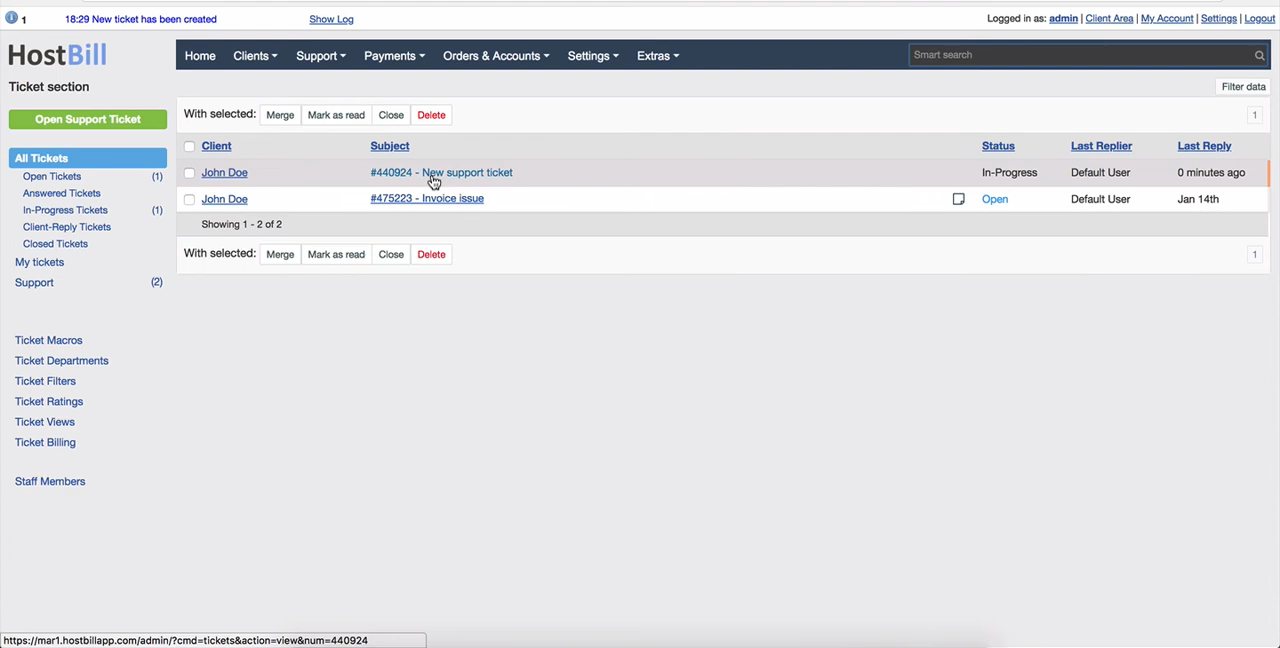 1 18:29 New ticket has been created Show Log Logged in as: admin | Client Area | My Account | Settings | Logout
HostBill
Home Clients Support Payments Orders & Accounts Settings Extras Smart search
Ticket section
Filter data
Open Support Ticket
With selected: Merge Mark as read Close Delete 1
All Tickets
Open Tickets (1)
Answered Tickets
In-Progress Tickets (1)
Client-Reply Tickets
Closed Tickets
My tickets
Support (2)
Ticket Macros
Ticket Departments
Ticket Filters
Ticket Ratings
Ticket Views
Ticket Billing
Staff Members
Client Subject Status Last Replier Last Reply
John Doe #440924 - New support ticket In-Progress Default User 0 minutes ago
John Doe #475223 - Invoice issue Open Default User Jan 14th
Showing 1 - 2 of 2
With selected: Merge Mark as read Close Delete 1
https://mar1.hostbillapp.com/admin/?cmd=tickets&action=view&num=440924